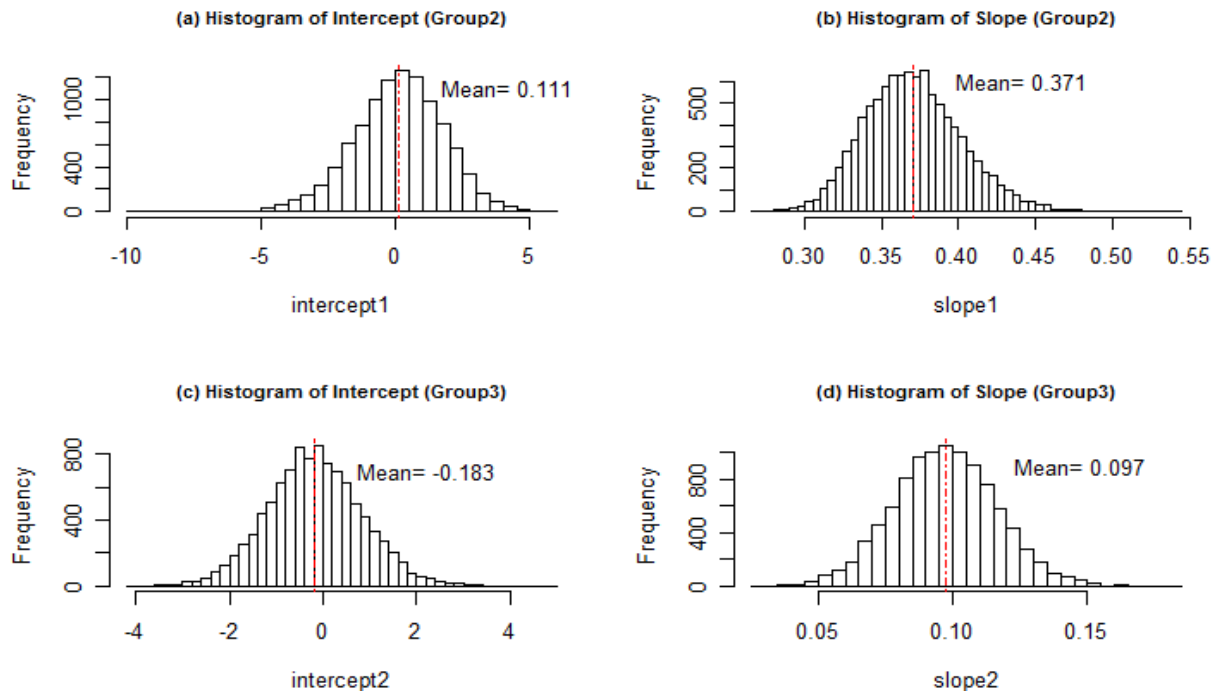 (a) Histogram of Intercept (Group2)
Mean= 0.111
Frequency
0 400 1000
-10 -5 0 5
intercept1
(b) Histogram of Slope (Group2)
Mean= 0.371
Frequency
0 200 500
0.30 0.35 0.40 0.45 0.50 0.55
slope1
(c) Histogram of Intercept (Group3)
Mean= -0.183
Frequency
0 400 800
-4 -2 0 2 4
intercept2
(d) Histogram of Slope (Group3)
Mean= 0.097
Frequency
0 400 800
0.05 0.10 0.15
slope2